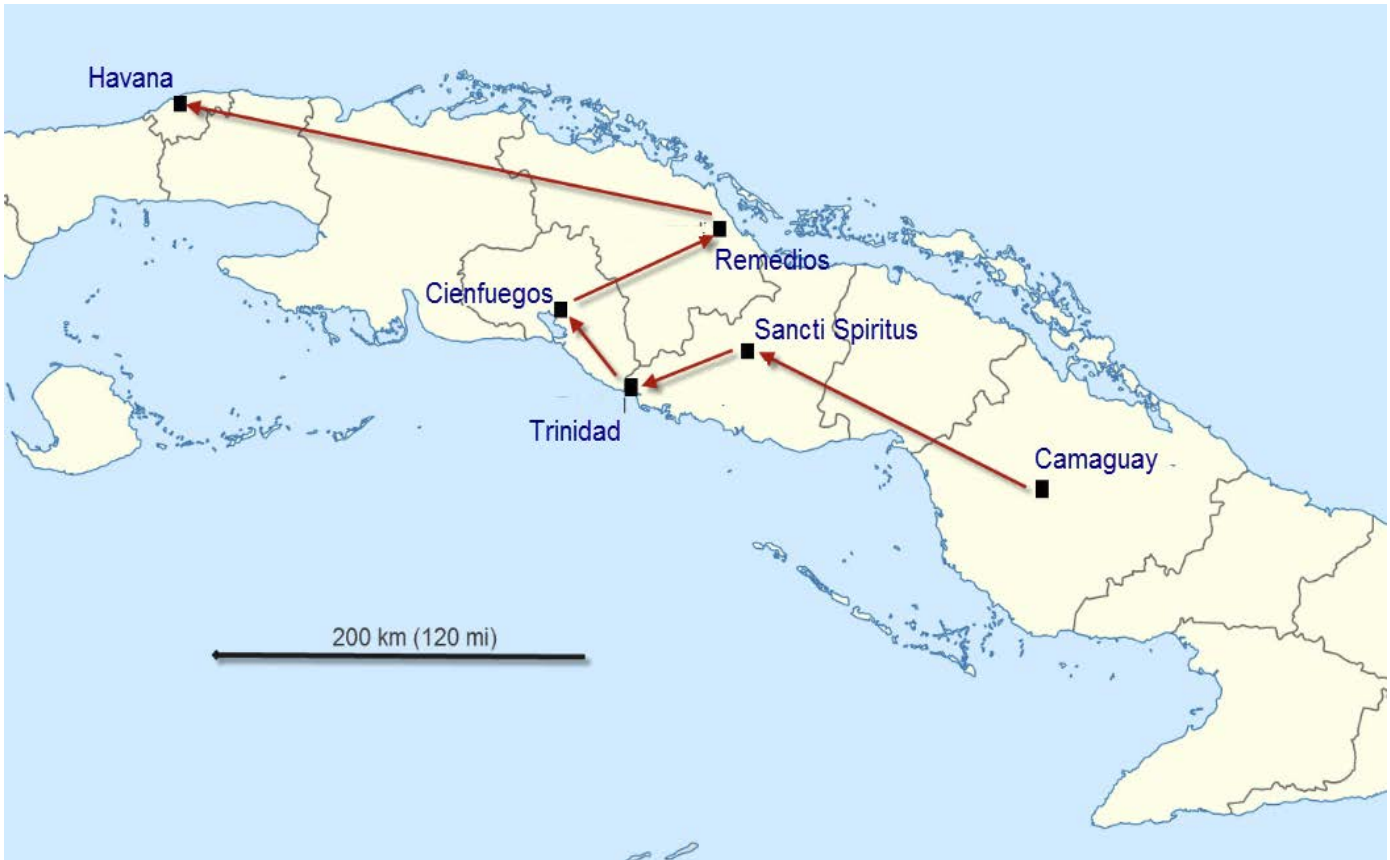 Havana
Remedios
Cienfuegos
Sancti Spiritus
Trinidad
Camaguay
200 km (120 mi)